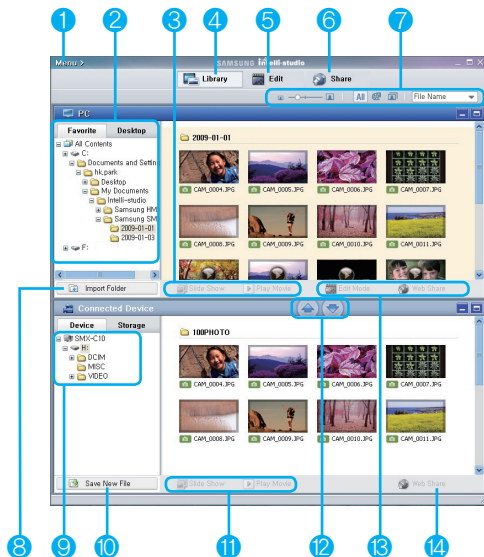 1 2 3 4 5 6 7
Menu >
SAMSUNG intelli-studio
Library Edit Share
All File Name
PC
Favorite Desktop
All Contents
C:
Documents and Settin
hk.park
Desktop
My Documents
Intelli-studio
Samsung HM
Samsung SM
2009-01-01
2009-01-03
F:
2009-01-01
CAM_0004.JPG CAM_0005.JPG CAM_0006.JPG CAM_0007.JPG
CAM_0008.JPG CAM_0009.JPG CAM_0010.JPG CAM_0011.JPG
Import Folder
Slide Show Play Movie Edit Mode Web Share
Connected Device
Device Storage
SMX-C10
H:
DCIM
MISC
VIDEO
100PHOTO
CAM_0004.JPG CAM_0005.JPG CAM_0006.JPG CAM_0007.JPG
CAM_0008.JPG CAM_0009.JPG CAM_0010.JPG CAM_0011.JPG
Save New File
Slide Show Play Movie Web Share
8 9 10 11 12 13 14